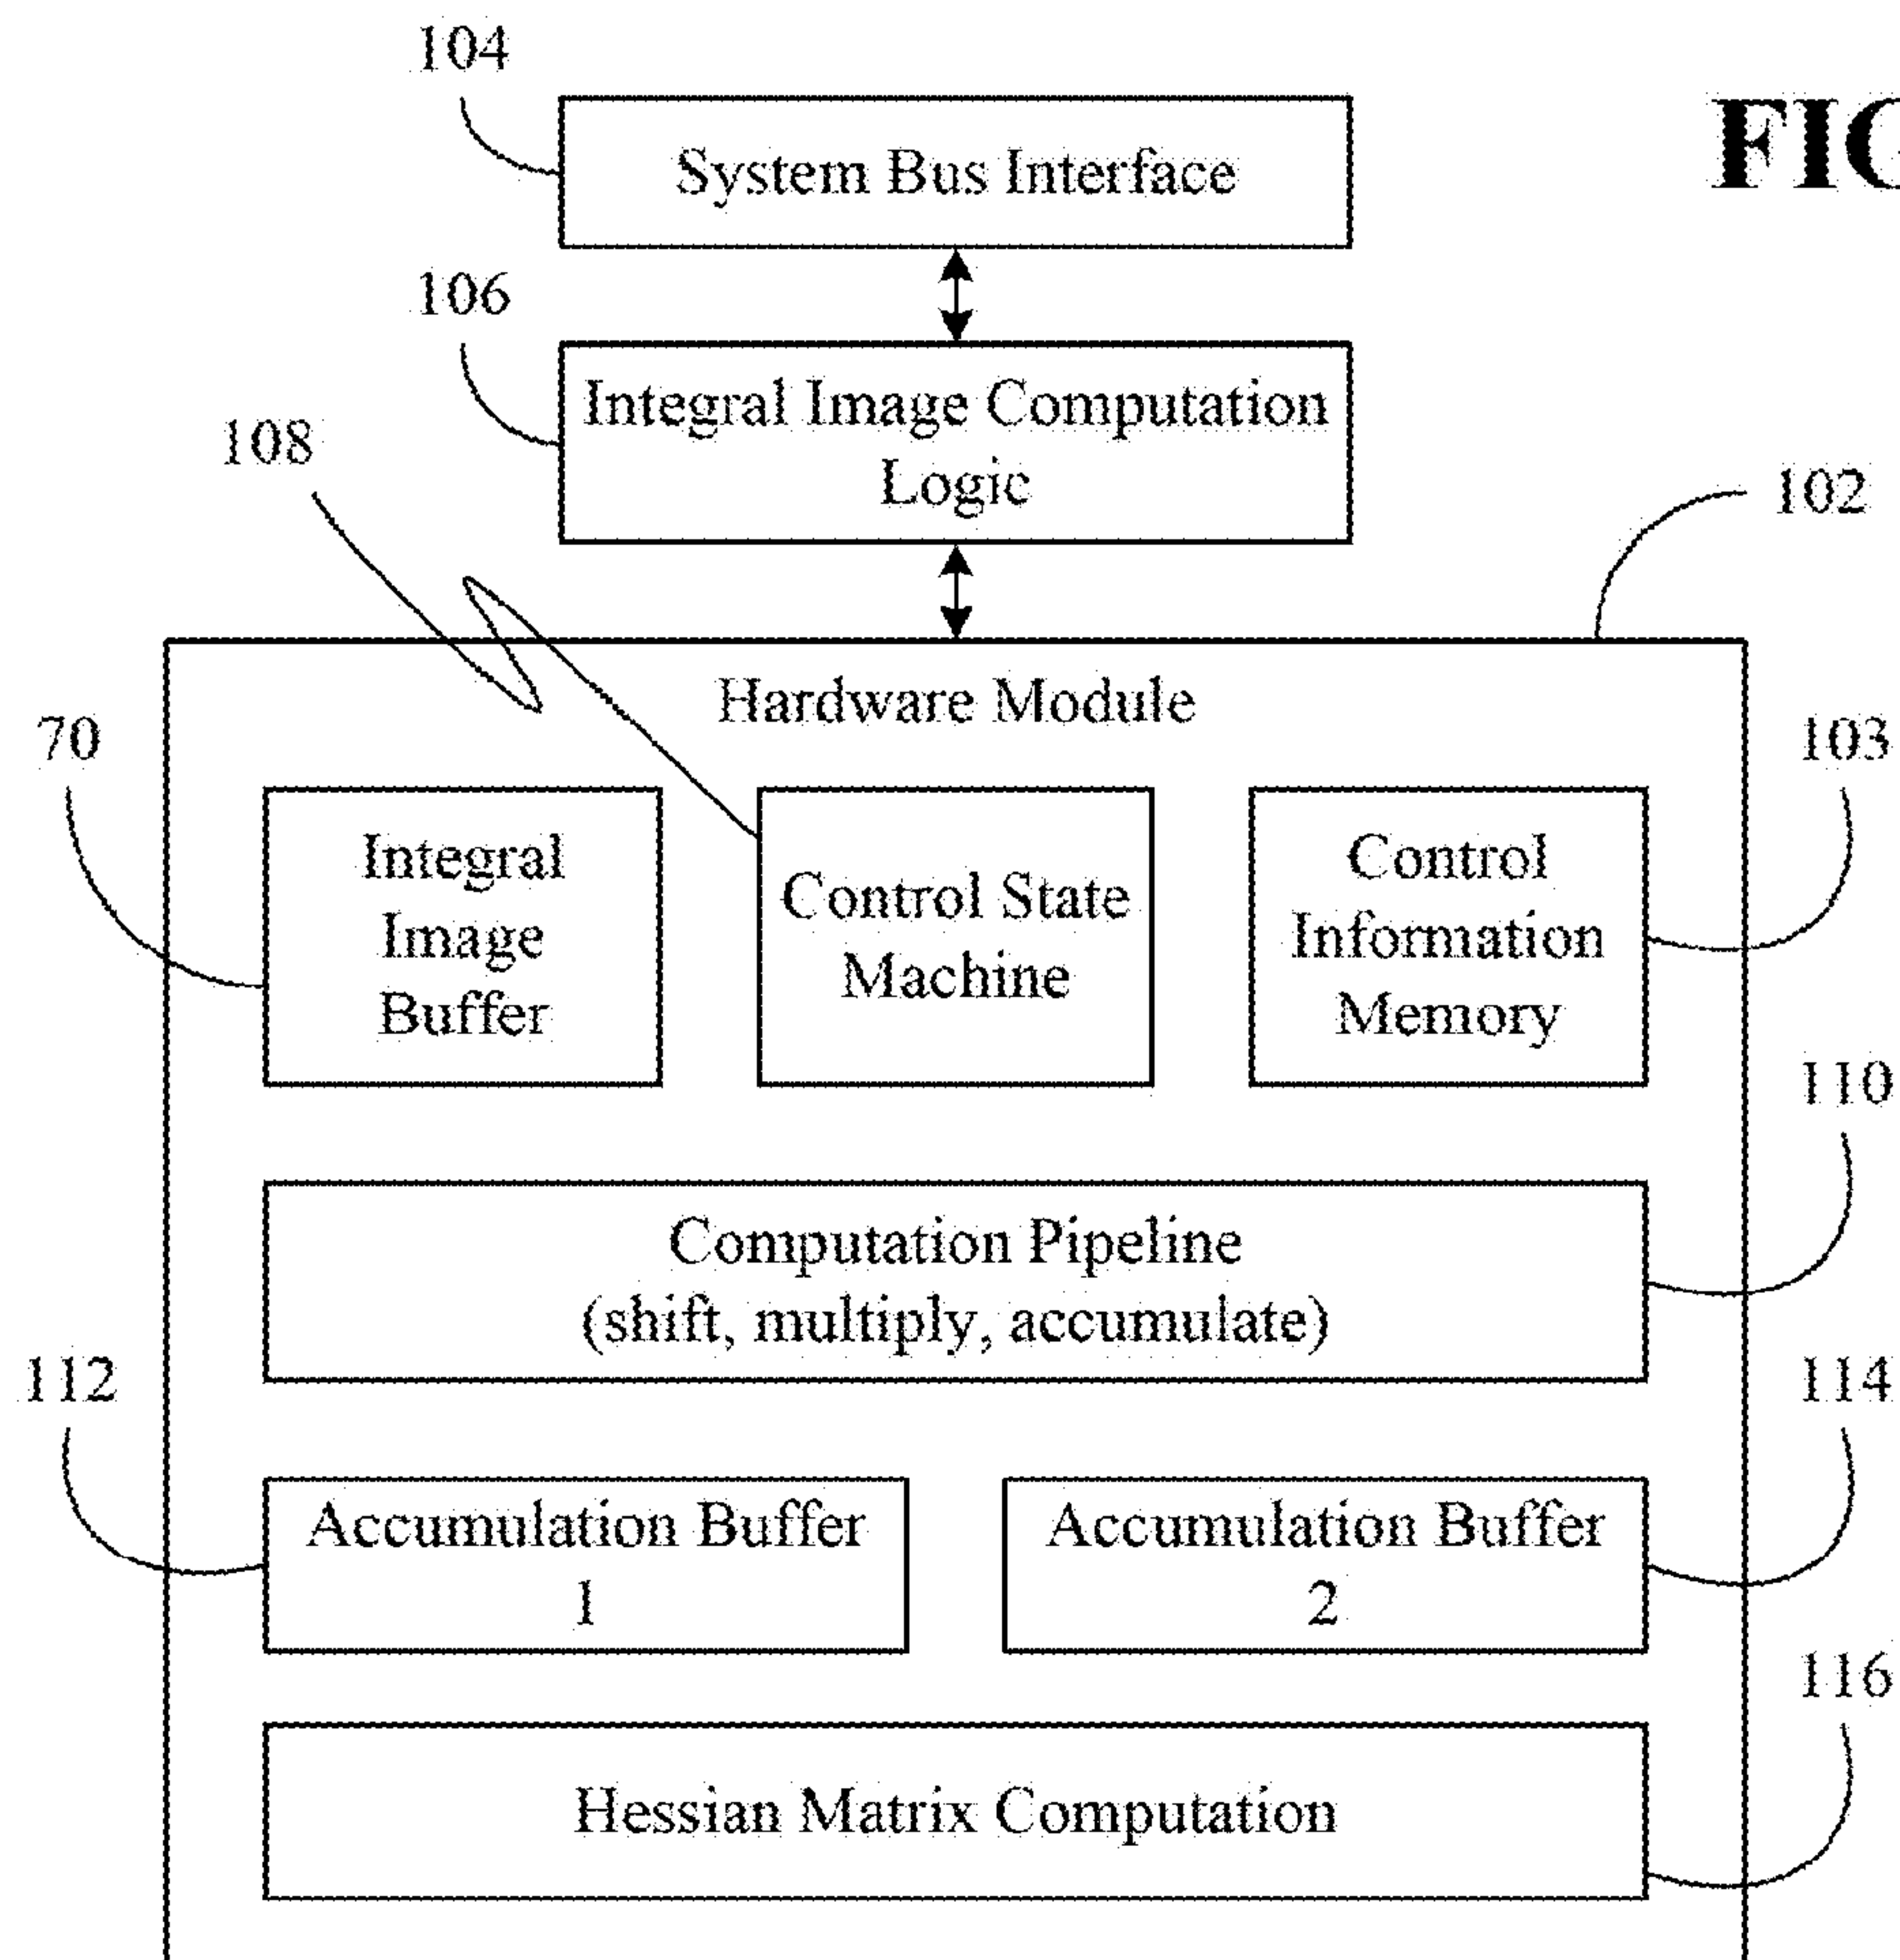 104
FIG
System Bus Interface
106
Integral Image Computation
Logic
108
102
Hardware Module
70
103
Integral
Image
Buffer
Control State
Machine
Control
Information
Memory
110
Computation Pipeline
(shift, multiply, accumulate)
112
114
Accumulation Buffer
1
Accumulation Buffer
2
116
Hessian Matrix Computation